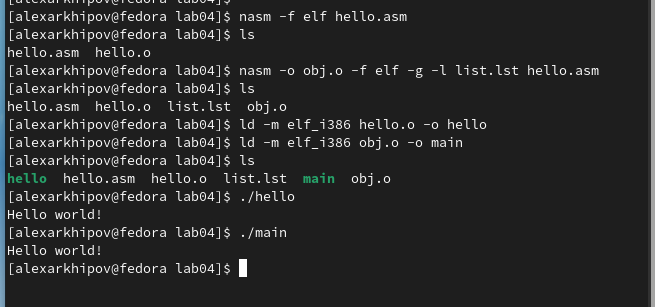 [alexarkhipov@fedora lab04]$ nasm -f elf hello.asm
[alexarkhipov@fedora lab04]$ ls
hello.asm  hello.o
[alexarkhipov@fedora lab04]$ nasm -o obj.o -f elf -g -l list.lst hello.asm
[alexarkhipov@fedora lab04]$ ls
hello.asm  hello.o  list.lst  obj.o
[alexarkhipov@fedora lab04]$ ld -m elf_i386 hello.o -o hello
[alexarkhipov@fedora lab04]$ ld -m elf_i386 obj.o -o main
[alexarkhipov@fedora lab04]$ ls
hello  hello.asm  hello.o  list.lst  main  obj.o
[alexarkhipov@fedora lab04]$ ./hello
Hello world!
[alexarkhipov@fedora lab04]$ ./main
Hello world!
[alexarkhipov@fedora lab04]$